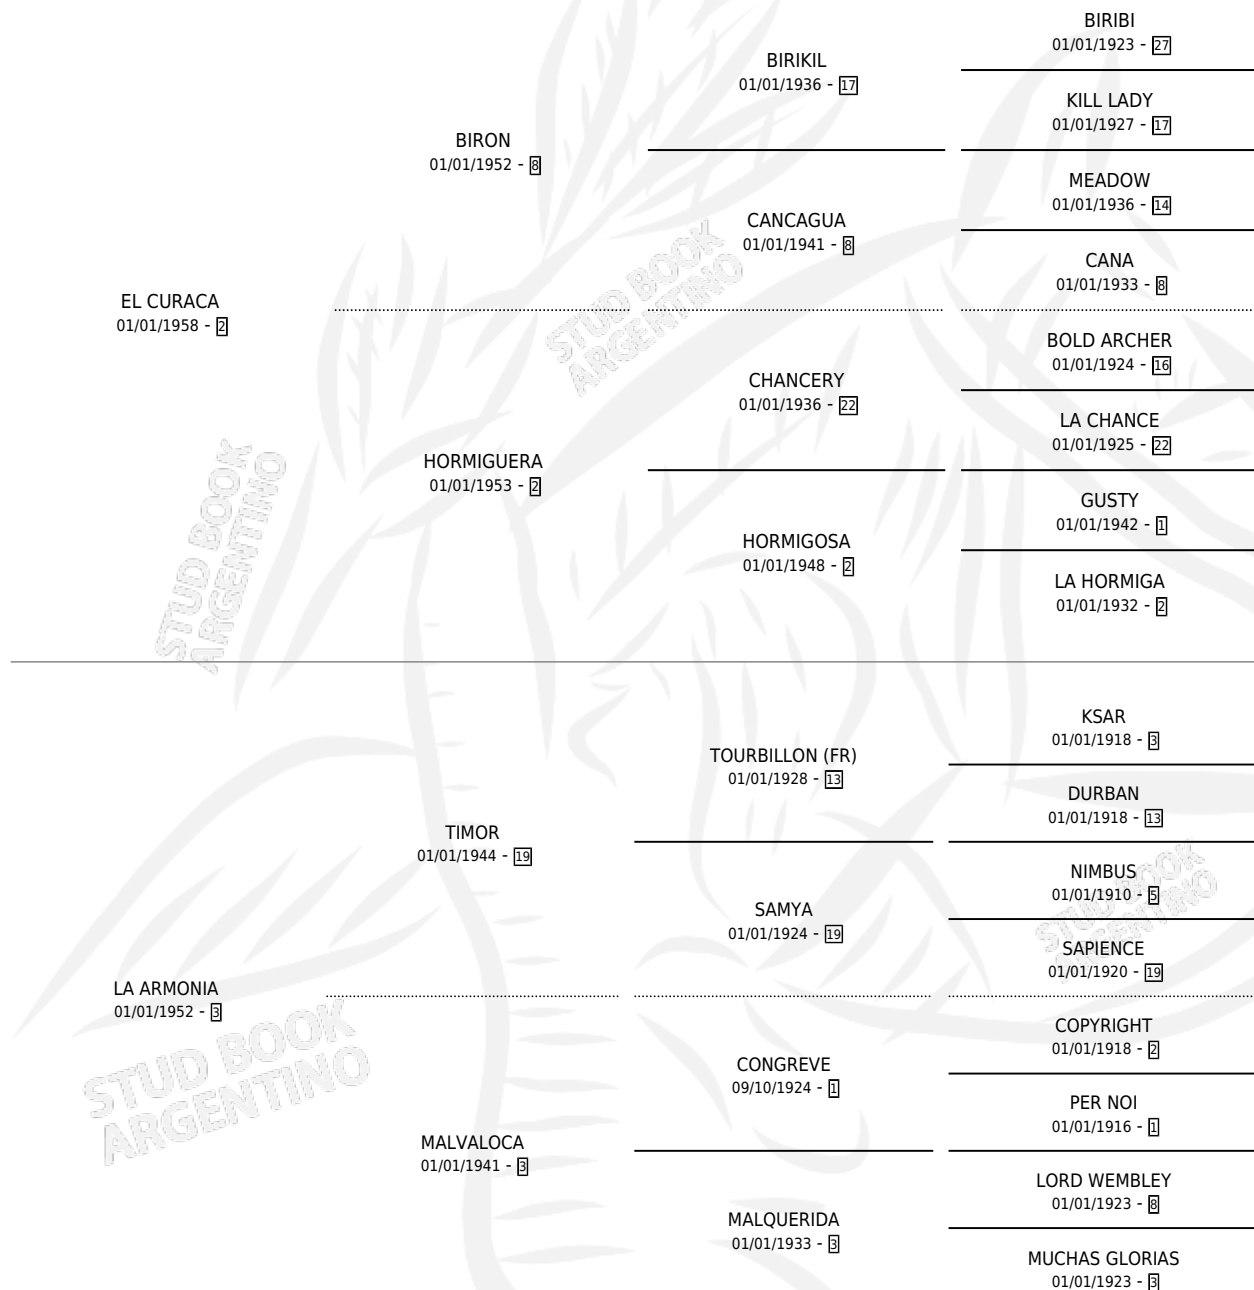 BIRIBI
01/01/1923 - 27
BIRIKIL
01/01/1936 - 17
KILL LADY
01/01/1927 - 17
BIRON
01/01/1952 - 8
MEADOW
01/01/1936 - 14
CANCAGUA
01/01/1941 - 8
CANA
01/01/1933 - 8
EL CURACA
01/01/1958 - 2
BOLD ARCHER
01/01/1924 - 16
CHANCERY
01/01/1936 - 22
LA CHANCE
01/01/1925 - 22
HORMIGUERA
01/01/1953 - 2
GUSTY
01/01/1942 - 1
HORMIGOSA
01/01/1948 - 2
LA HORMIGA
01/01/1932 - 2
KSAR
01/01/1918 - 3
TOURBILLON (FR)
01/01/1928 - 13
DURBAN
01/01/1918 - 13
TIMOR
01/01/1944 - 19
NIMBUS
01/01/1910 - 5
SAMYA
01/01/1924 - 19
SAPIENCE
01/01/1920 - 19
LA ARMONIA
01/01/1952 - 3
COPYRIGHT
01/01/1918 - 2
CONGREVE
09/10/1924 - 1
PER NOI
01/01/1916 - 1
MALVALOCA
01/01/1941 - 3
LORD WEMBLEY
01/01/1923 - 8
MALQUERIDA
01/01/1933 - 3
MUCHAS GLORIAS
01/01/1923 - 3
STUD BOOK
ARGENTINO
STUD BOOK
ARGENTINO
STUD BOOK
ARGENTINO
STUD BOOK
ARGENTINO